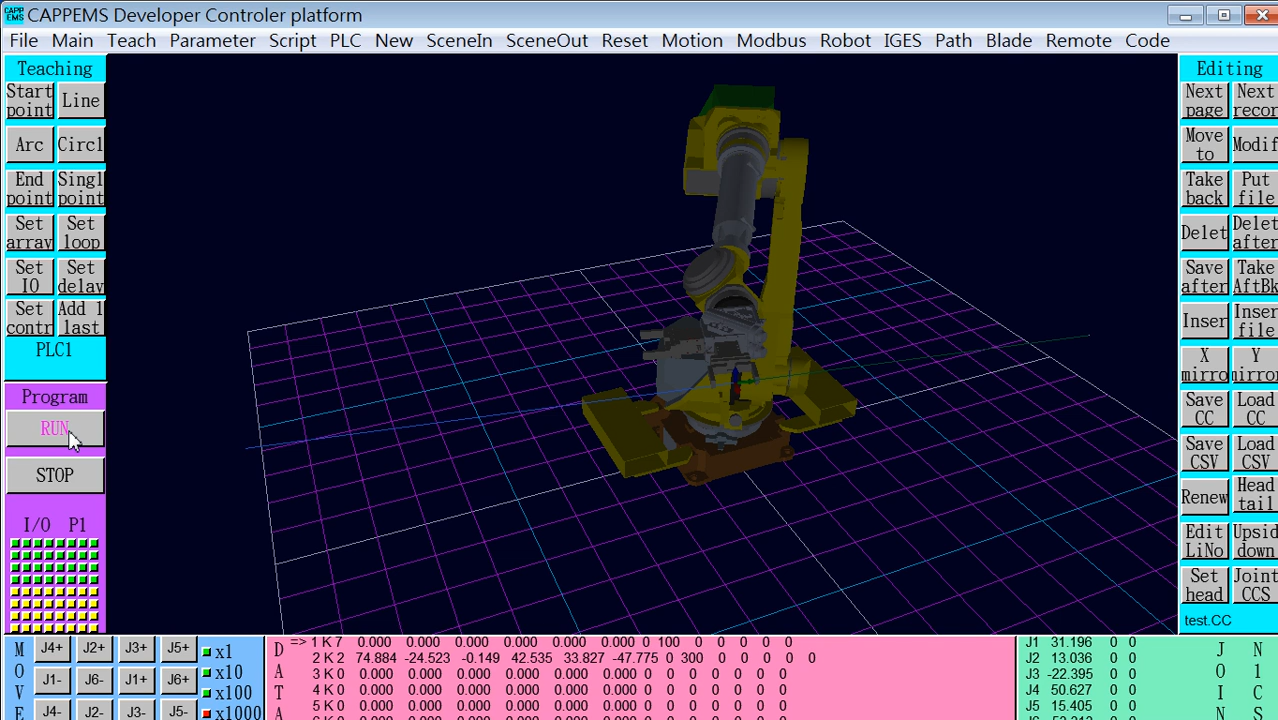 CAPP EMS CAPPEMS Developer Controler platform
File Main Teach Parameter Script PLC New SceneIn SceneOut Reset Motion Modbus Robot IGES Path Blade Remote Code
Teaching
Start point Line
Arc Circl
End point Singl point
Set array Set loop
Set IO Set delay
Set contr Add 1 last
PLC1
Program
RUN
STOP
I/O P1
Editing
Next page Next recor
Move to Modif
Take back Put file
Delet Delet after
Save after Take AftBk
Inser Inser file
X mirro Y mirro
Save CC Load CC
Save CSV Load CSV
Renew Head tail
Edit LiNo Upsid down
Set head Joint CCS
test.CC
MOVE
J4+ J2+ J3+ J5+ x1
J1- J6- J1+ J6+ x10
x100
J4- J2- J3- J5- x1000
DATA
=> 1 K 7 0.000 0.000 0.000 0.000 0.000 0.000 0 100 0 0 0 0
2 K 2 74.884 -24.523 -0.149 42.535 33.827 -47.775 0 300 0 0 0 0
3 K 0 0.000 0.000 0.000 0.000 0.000 0.000 0 0 0 0 0 0
4 K 0 0.000 0.000 0.000 0.000 0.000 0.000 0 0 0 0 0 0
5 K 0 0.000 0.000 0.000 0.000 0.000 0.000 0 0 0 0 0 0
J1 31.196 0 0
J2 13.036 0 0
J3 -22.395 0 0
J4 50.627 0 0
J5 15.405 0 0
JOIN
N1CS